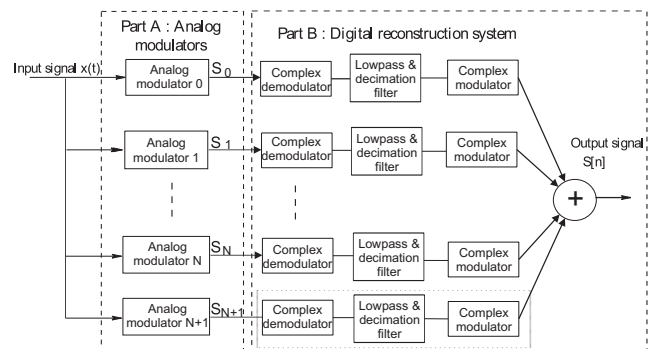 Part A : Analog
modulators
Part B : Digital reconstruction system
Input signal x(t)
Analog
modulator 0
S0
Complex
demodulator
Lowpass &
decimation
filter
Complex
modulator
Analog
modulator 1
S1
Complex
demodulator
Lowpass &
decimation
filter
Complex
modulator
Output signal
S[n]
+
Analog
modulator N
SN
Complex
demodulator
Lowpass &
decimation
filter
Complex
modulator
Analog
modulator N+1
SN+1
Complex
demodulator
Lowpass &
decimation
filter
Complex
modulator